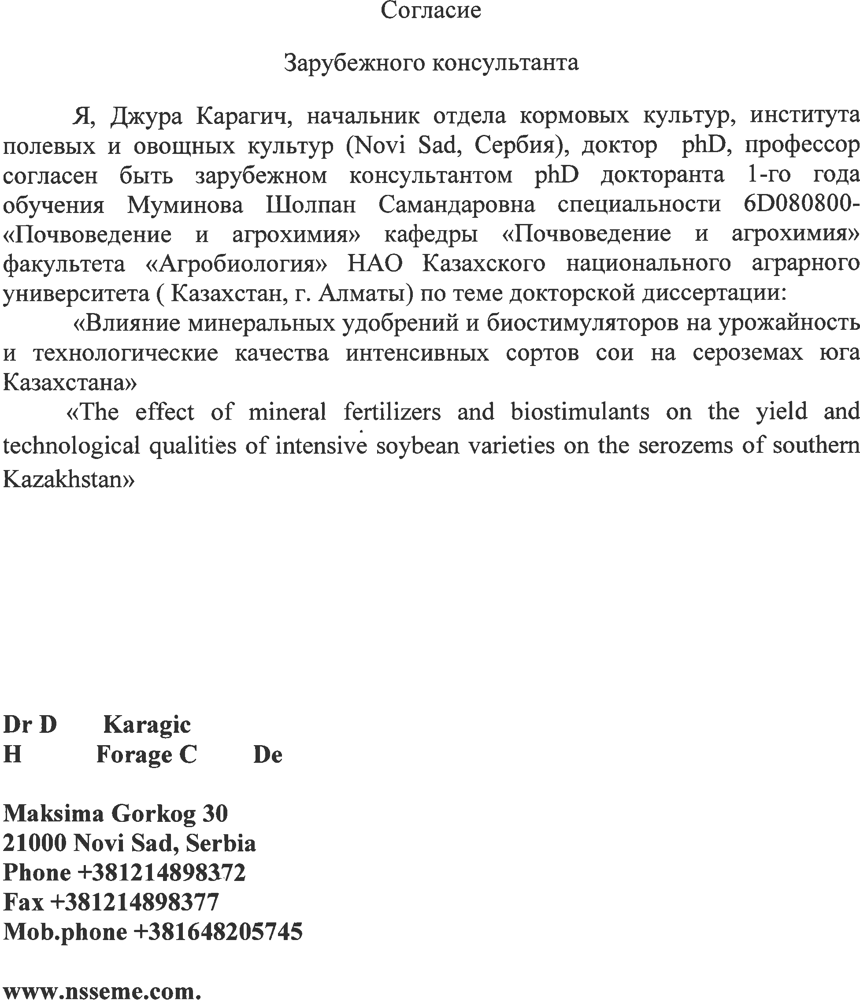 Согласие
Зарубежного консультанта
Я, Джура Карагич, начальник отдела кормовых культур, института
полевых и овощных культур (Novi Sad, Сербия), доктор phD, профессор
согласен быть зарубежном консультантом phD докторанта 1-го года
обучения Муминова Шолпан Самандаровна специальности 6D080800-
«Почвоведение и агрохимия» кафедры «Почвоведение и агрохимия»
факультета «Агробиология» НАО Казахского национального аграрного
университета ( Казахстан, г. Алматы) по теме докторской диссертации:
«Влияние минеральных удобрений и биостимуляторов на урожайность
и технологические качества интенсивных сортов сои на сероземах юга
Казахстана»
«The effect of mineral fertilizers and biostimulants on the yield and
technological qualities of intensive soybean varieties on the serozems of southern
Kazakhstan»
Dr D Karagic
H Forage C De
Maksima Gorkog 30
21000 Novi Sad, Serbia
Phone +381214898372
Fax +381214898377
Mob.phone +381648205745
www.nsseme.com.